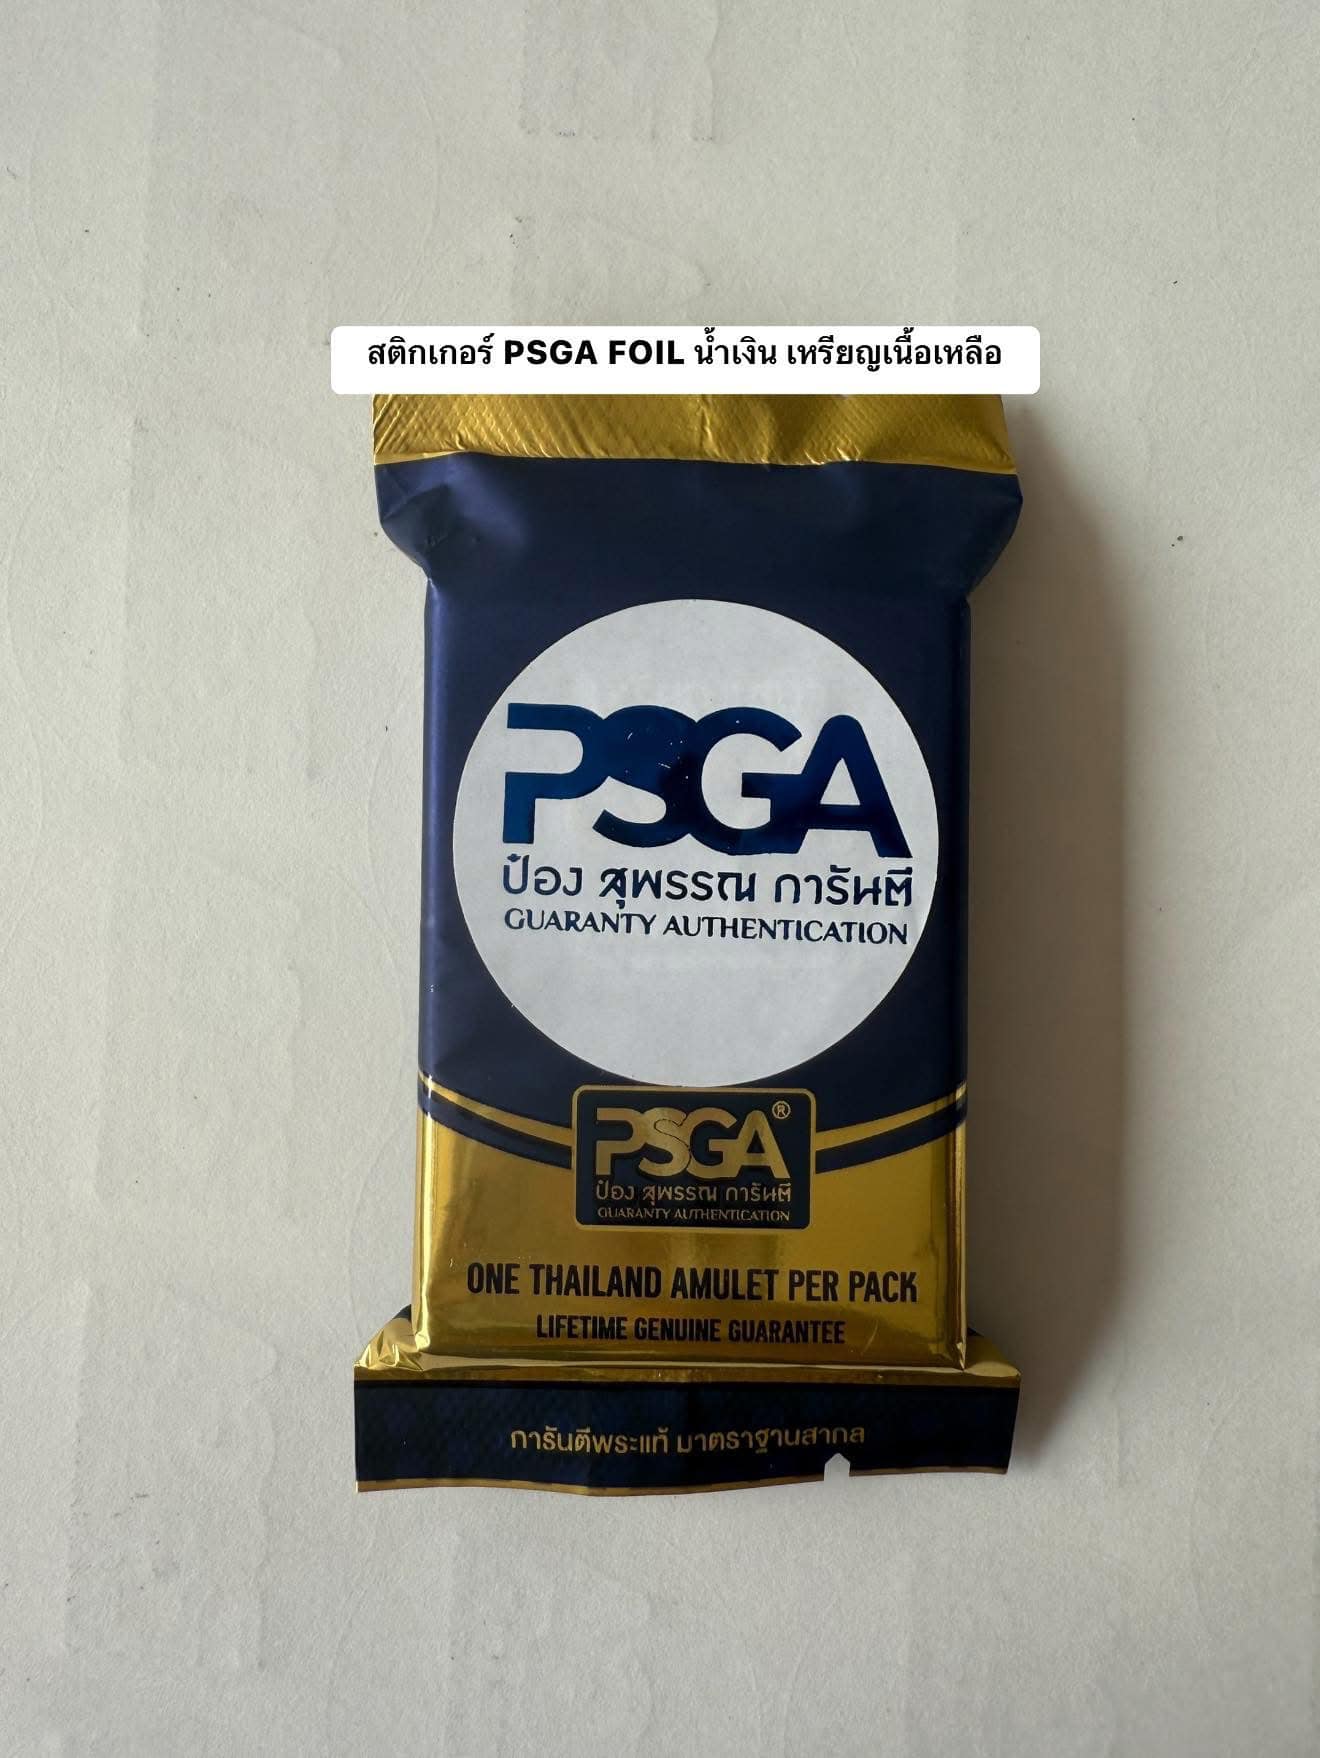 สติกเกอร์ PSGA FOIL น้ำเงิน เหรียญเนื้อเหลือ
PSGA
ป๋อง สุพรรณ การันตี
GUARANTY AUTHENTICATION
PSGA®
ป๋อง สุพรรณ การันตี
GUARANTY AUTHENTICATION
ONE THAILAND AMULET PER PACK
LIFETIME GENUINE GUARANTEE
การันตีพระแท้ มาตราฐานสากล